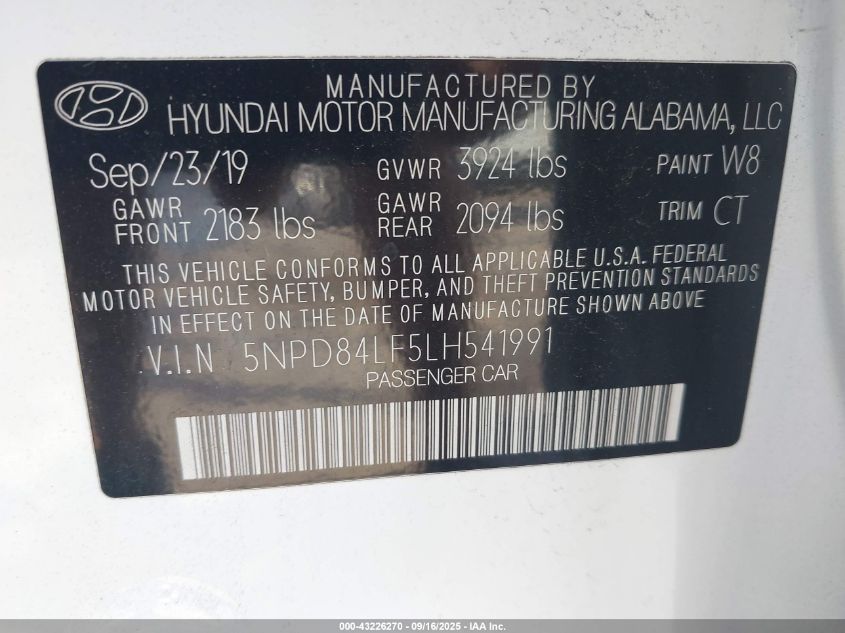 MANUFACTURED BY
HYUNDAI MOTOR MANUFACTURING ALABAMA, LLC
Sep/23/19 GVWR 3924 lbs PAINT W8
GAWR FRONT 2183 lbs GAWR REAR 2094 lbs TRIM CT
THIS VEHICLE CONFORMS TO ALL APPLICABLE U.S.A. FEDERAL
MOTOR VEHICLE SAFETY, BUMPER, AND THEFT PREVENTION STANDARDS
IN EFFECT ON THE DATE OF MANUFACTURE SHOWN ABOVE
V.I.N 5NPD84LF5LH541991
PASSENGER CAR
000-43226270 - 09/16/2025 - IAA Inc.